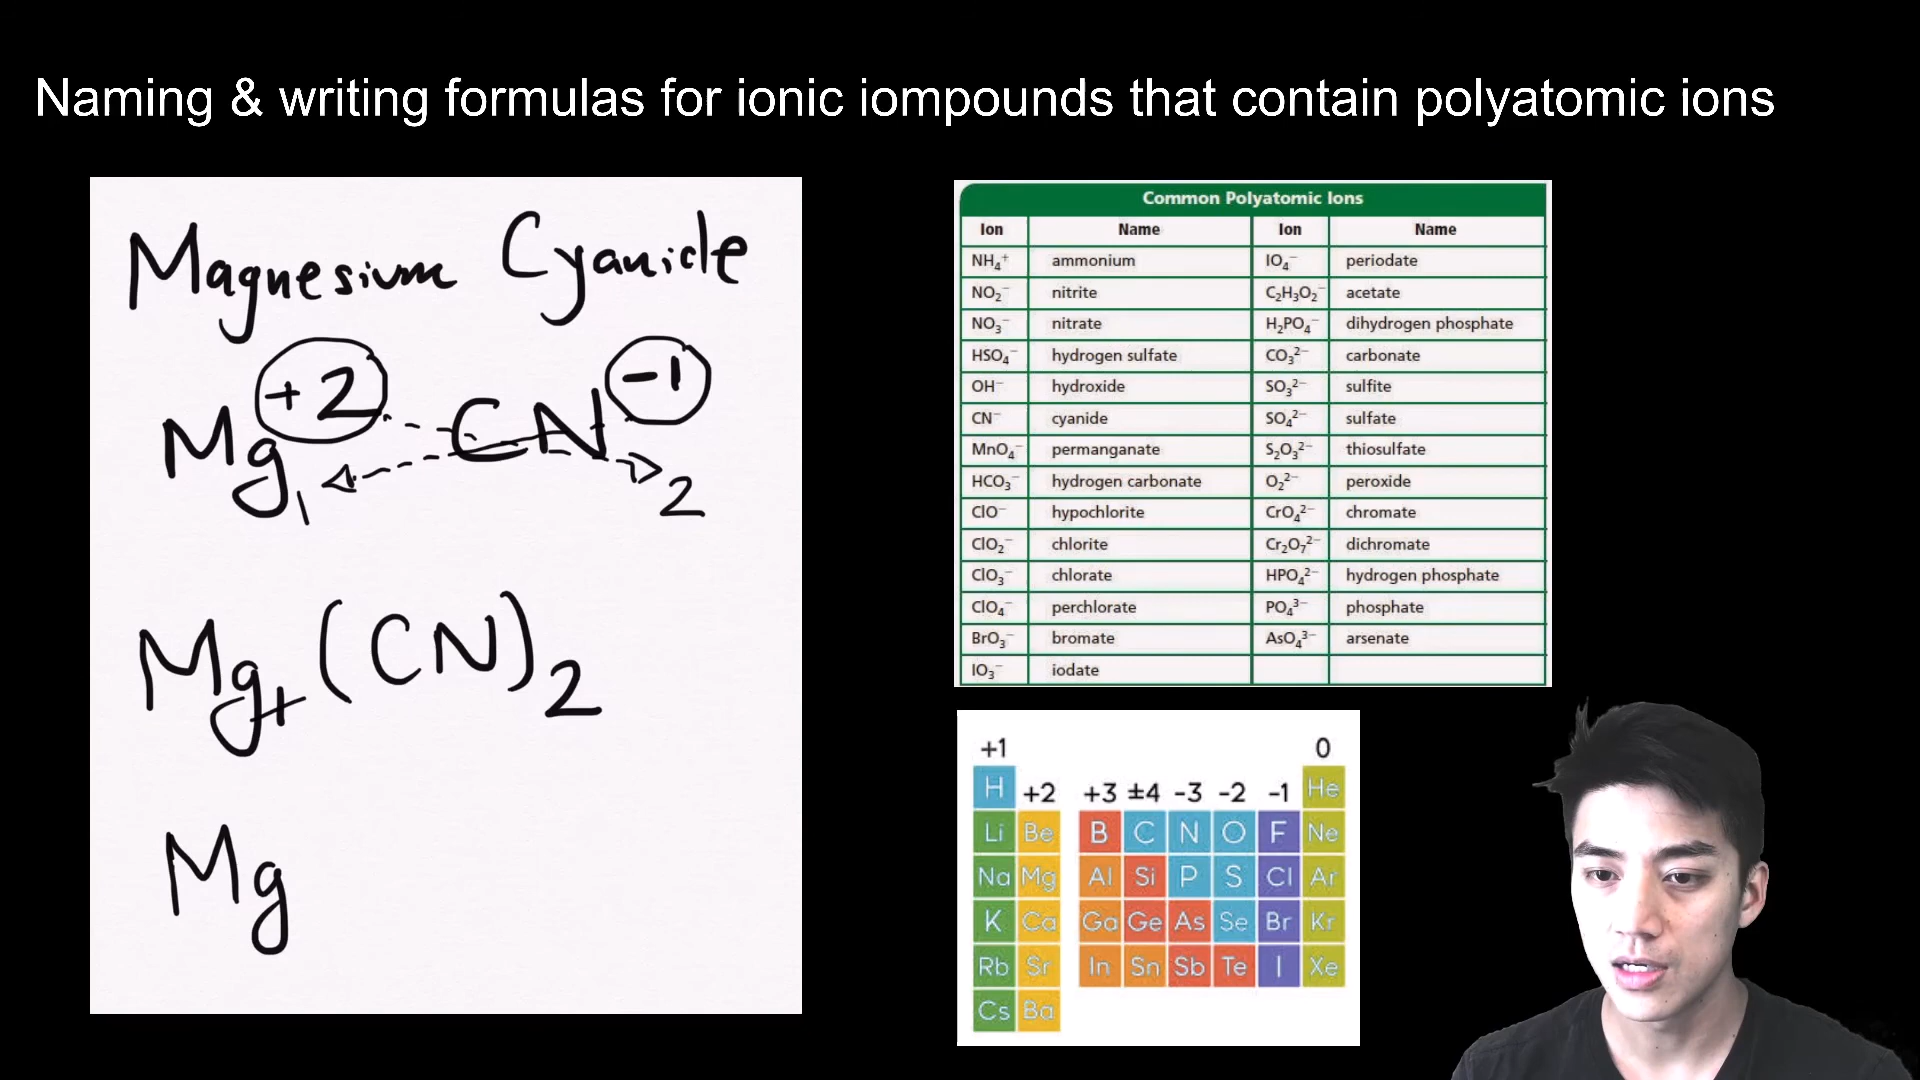 Naming & writing formulas for ionic iompounds that contain polyatomic ions
Magnesium Cyanide
Mg₁⁺² CN₂⁻¹
Mg₁(CN)₂
Mg
Common Polyatomic Ions
Ion Name Ion Name
NH₄⁺ ammonium IO₄⁻ periodate
NO₂⁻ nitrite C₂H₃O₂⁻ acetate
NO₃⁻ nitrate H₂PO₄⁻ dihydrogen phosphate
HSO₄⁻ hydrogen sulfate CO₃²⁻ carbonate
OH⁻ hydroxide SO₃²⁻ sulfite
CN⁻ cyanide SO₄²⁻ sulfate
MnO₄⁻ permanganate S₂O₃²⁻ thiosulfate
HCO₃⁻ hydrogen carbonate O₂²⁻ peroxide
ClO⁻ hypochlorite CrO₄²⁻ chromate
ClO₂⁻ chlorite Cr₂O₇²⁻ dichromate
ClO₃⁻ chlorate HPO₄²⁻ hydrogen phosphate
ClO₄⁻ perchlorate PO₄³⁻ phosphate
BrO₃⁻ bromate AsO₄³⁻ arsenate
IO₃⁻ iodate
+1 0
H +2 +3 ±4 -3 -2 -1 He
Li Be B C N O F Ne
Na Mg Al Si P S Cl Ar
K Ca Ga Ge As Se Br Kr
Rb Sr In Sn Sb Te I Xe
Cs Ba